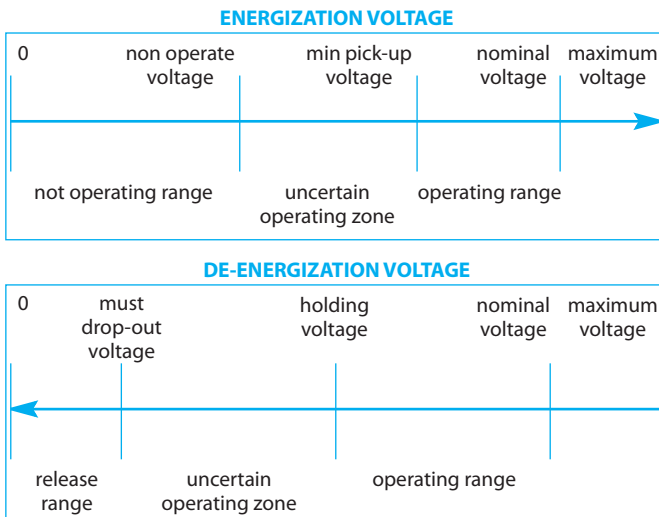 ENERGIZATION VOLTAGE
0 non operate min pick-up nominal maximum
voltage voltage voltage voltage
not operating range uncertain operating range
operating zone
DE-ENERGIZATION VOLTAGE
0 must holding nominal maximum
drop-out voltage voltage voltage
voltage
release uncertain operating range
range operating zone